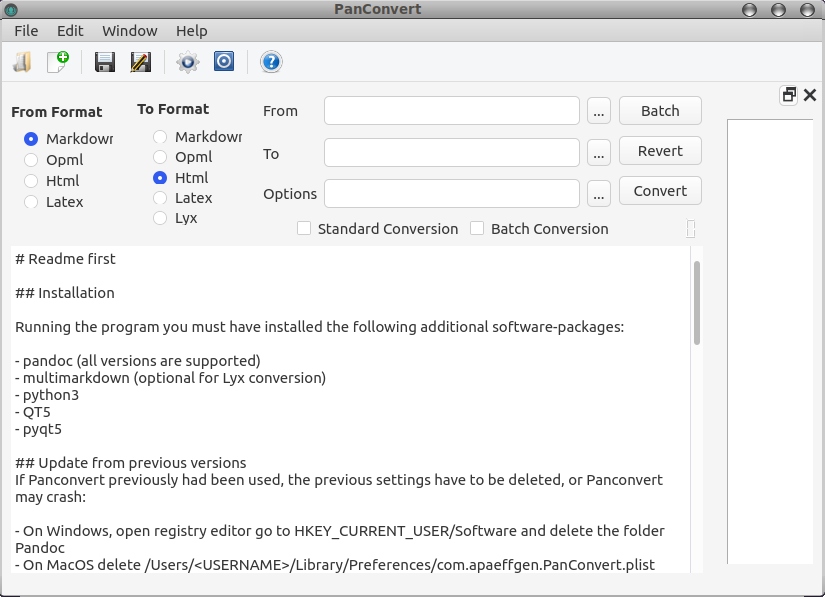 PanConvert
File Edit Window Help
From Format
Markdown
Opml
Html
Latex
To Format
Markdown
Opml
Html
Latex
Lyx
From ... Batch
To ... Revert
Options ... Convert
Standard Conversion Batch Conversion
# Readme first
## Installation
Running the program you must have installed the following additional software-packages:
- pandoc (all versions are supported)
- multimarkdown (optional for Lyx conversion)
- python3
- QT5
- pyqt5
## Update from previous versions
If Panconvert previously had been used, the previous settings have to be deleted, or Panconvert
may crash:
- On Windows, open registry editor go to HKEY_CURRENT_USER/Software and delete the folder
Pandoc
- On MacOS delete /Users/<USERNAME>/Library/Preferences/com.apaeffgen.PanConvert.plist